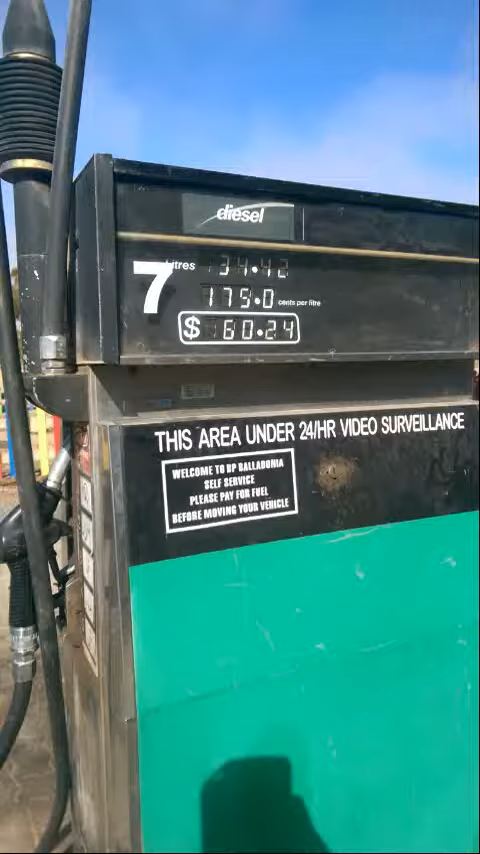 diesel
7
Litres 34.42
175.0 cents per litre
$ 60.24
THIS AREA UNDER 24/HR VIDEO SURVEILLANCE
WELCOME TO BP BALLADONIA
SELF SERVICE
PLEASE PAY FOR FUEL
BEFORE MOVING YOUR VEHICLE